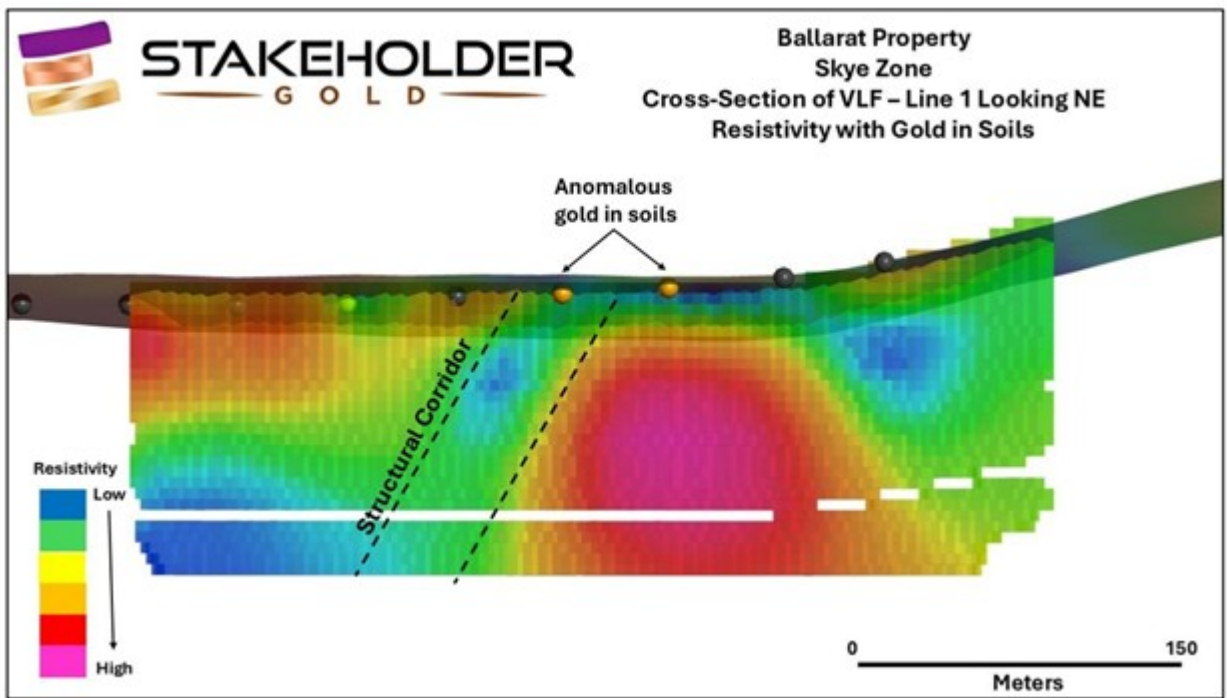 STAKEHOLDER
GOLD
Ballarat Property
Skye Zone
Cross-Section of VLF – Line 1 Looking NE
Resistivity with Gold in Soils
Anomalous
gold in soils
Structural Corridor
Resistivity
Low
High
0 150
Meters